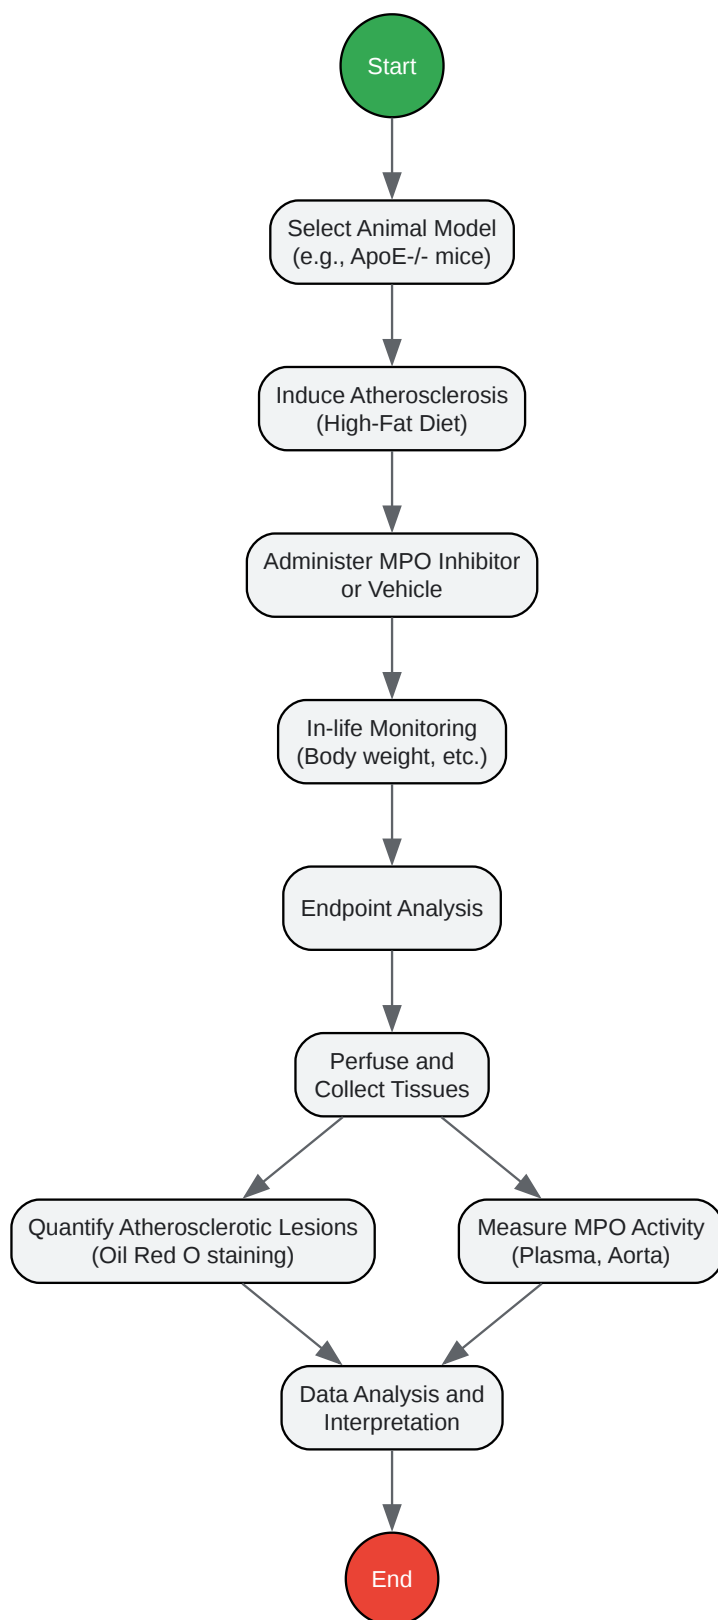 Start
Select Animal Model
(e.g., ApoE-/- mice)
Induce Atherosclerosis
(High-Fat Diet)
Administer MPO Inhibitor
or Vehicle
In-life Monitoring
(Body weight, etc.)
Endpoint Analysis
Perfuse and
Collect Tissues
Quantify Atherosclerotic Lesions
(Oil Red O staining)
Measure MPO Activity
(Plasma, Aorta)
Data Analysis and
Interpretation
End